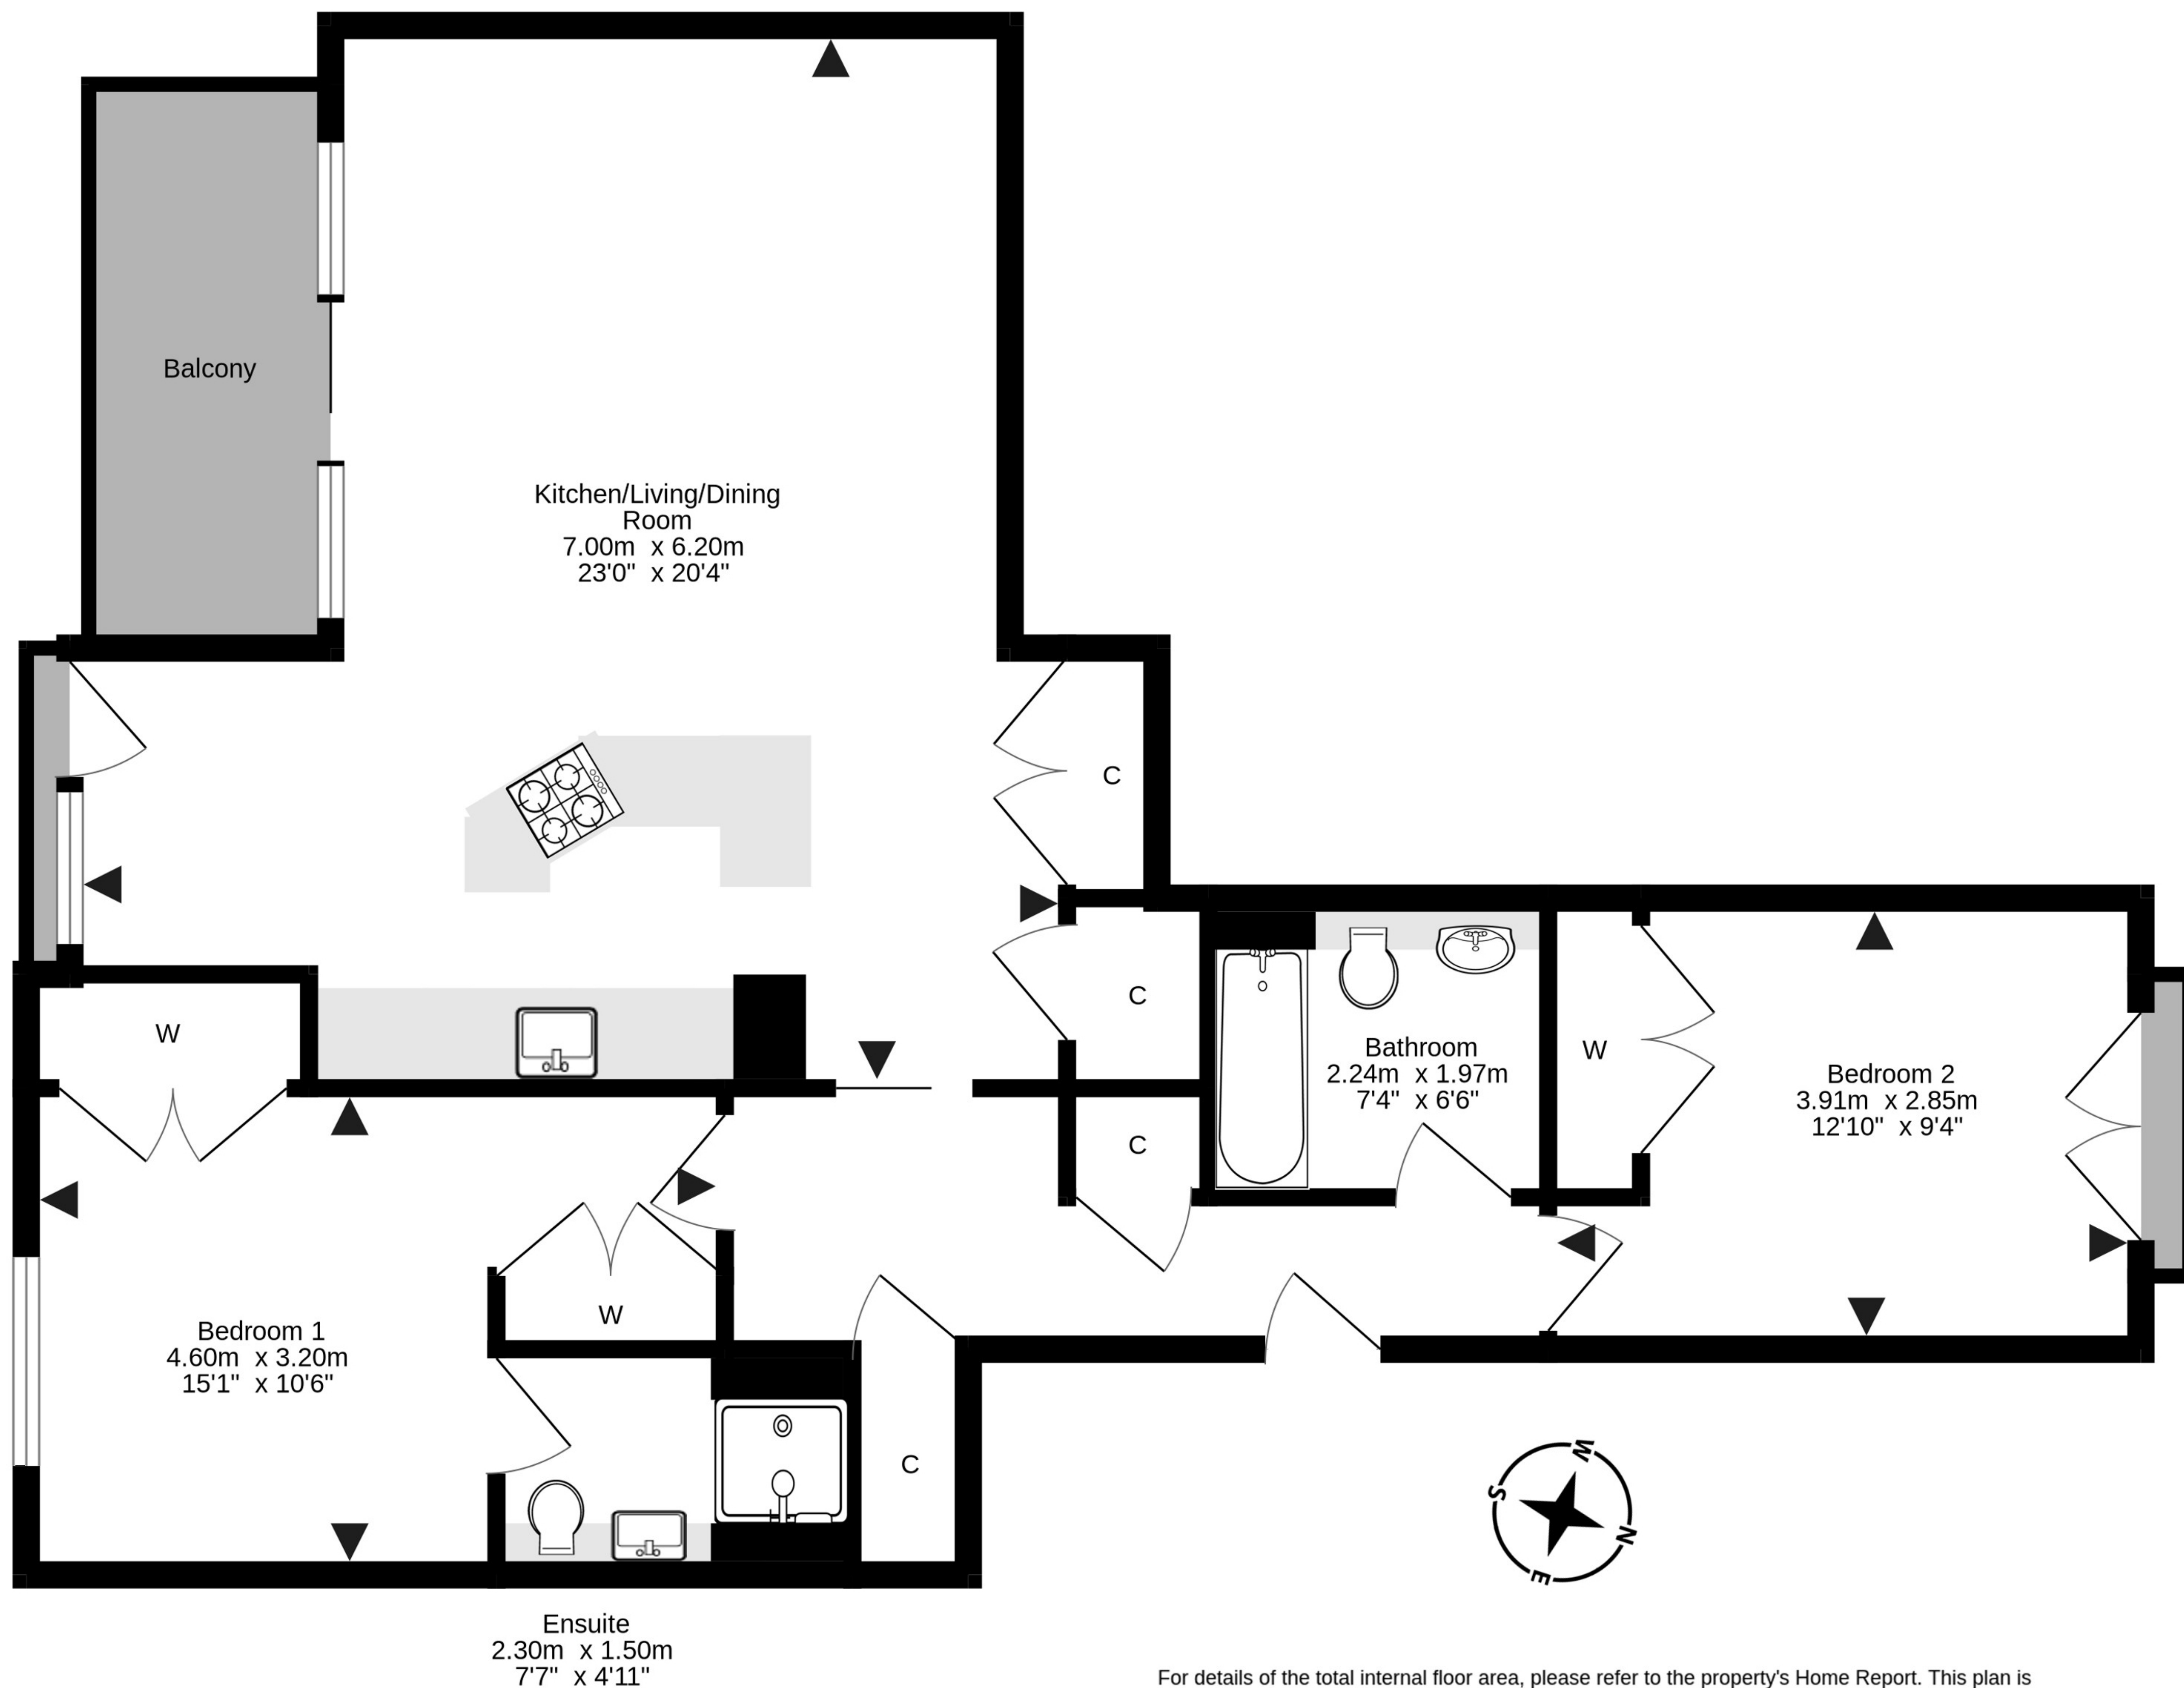 Balcony
Kitchen/Living/Dining
Room
7.00m x 6.20m
23'0" x 20'4"
C
W
C
Bathroom
2.24m x 1.97m
7'4" x 6'6"
W
Bedroom 2
3.91m x 2.85m
12'10" x 9'4"
C
W
Bedroom 1
4.60m x 3.20m
15'1" x 10'6"
C
W
S
N
E
Ensuite
2.30m x 1.50m
7'7" x 4'11"
For details of the total internal floor area, please refer to the property's Home Report. This plan is